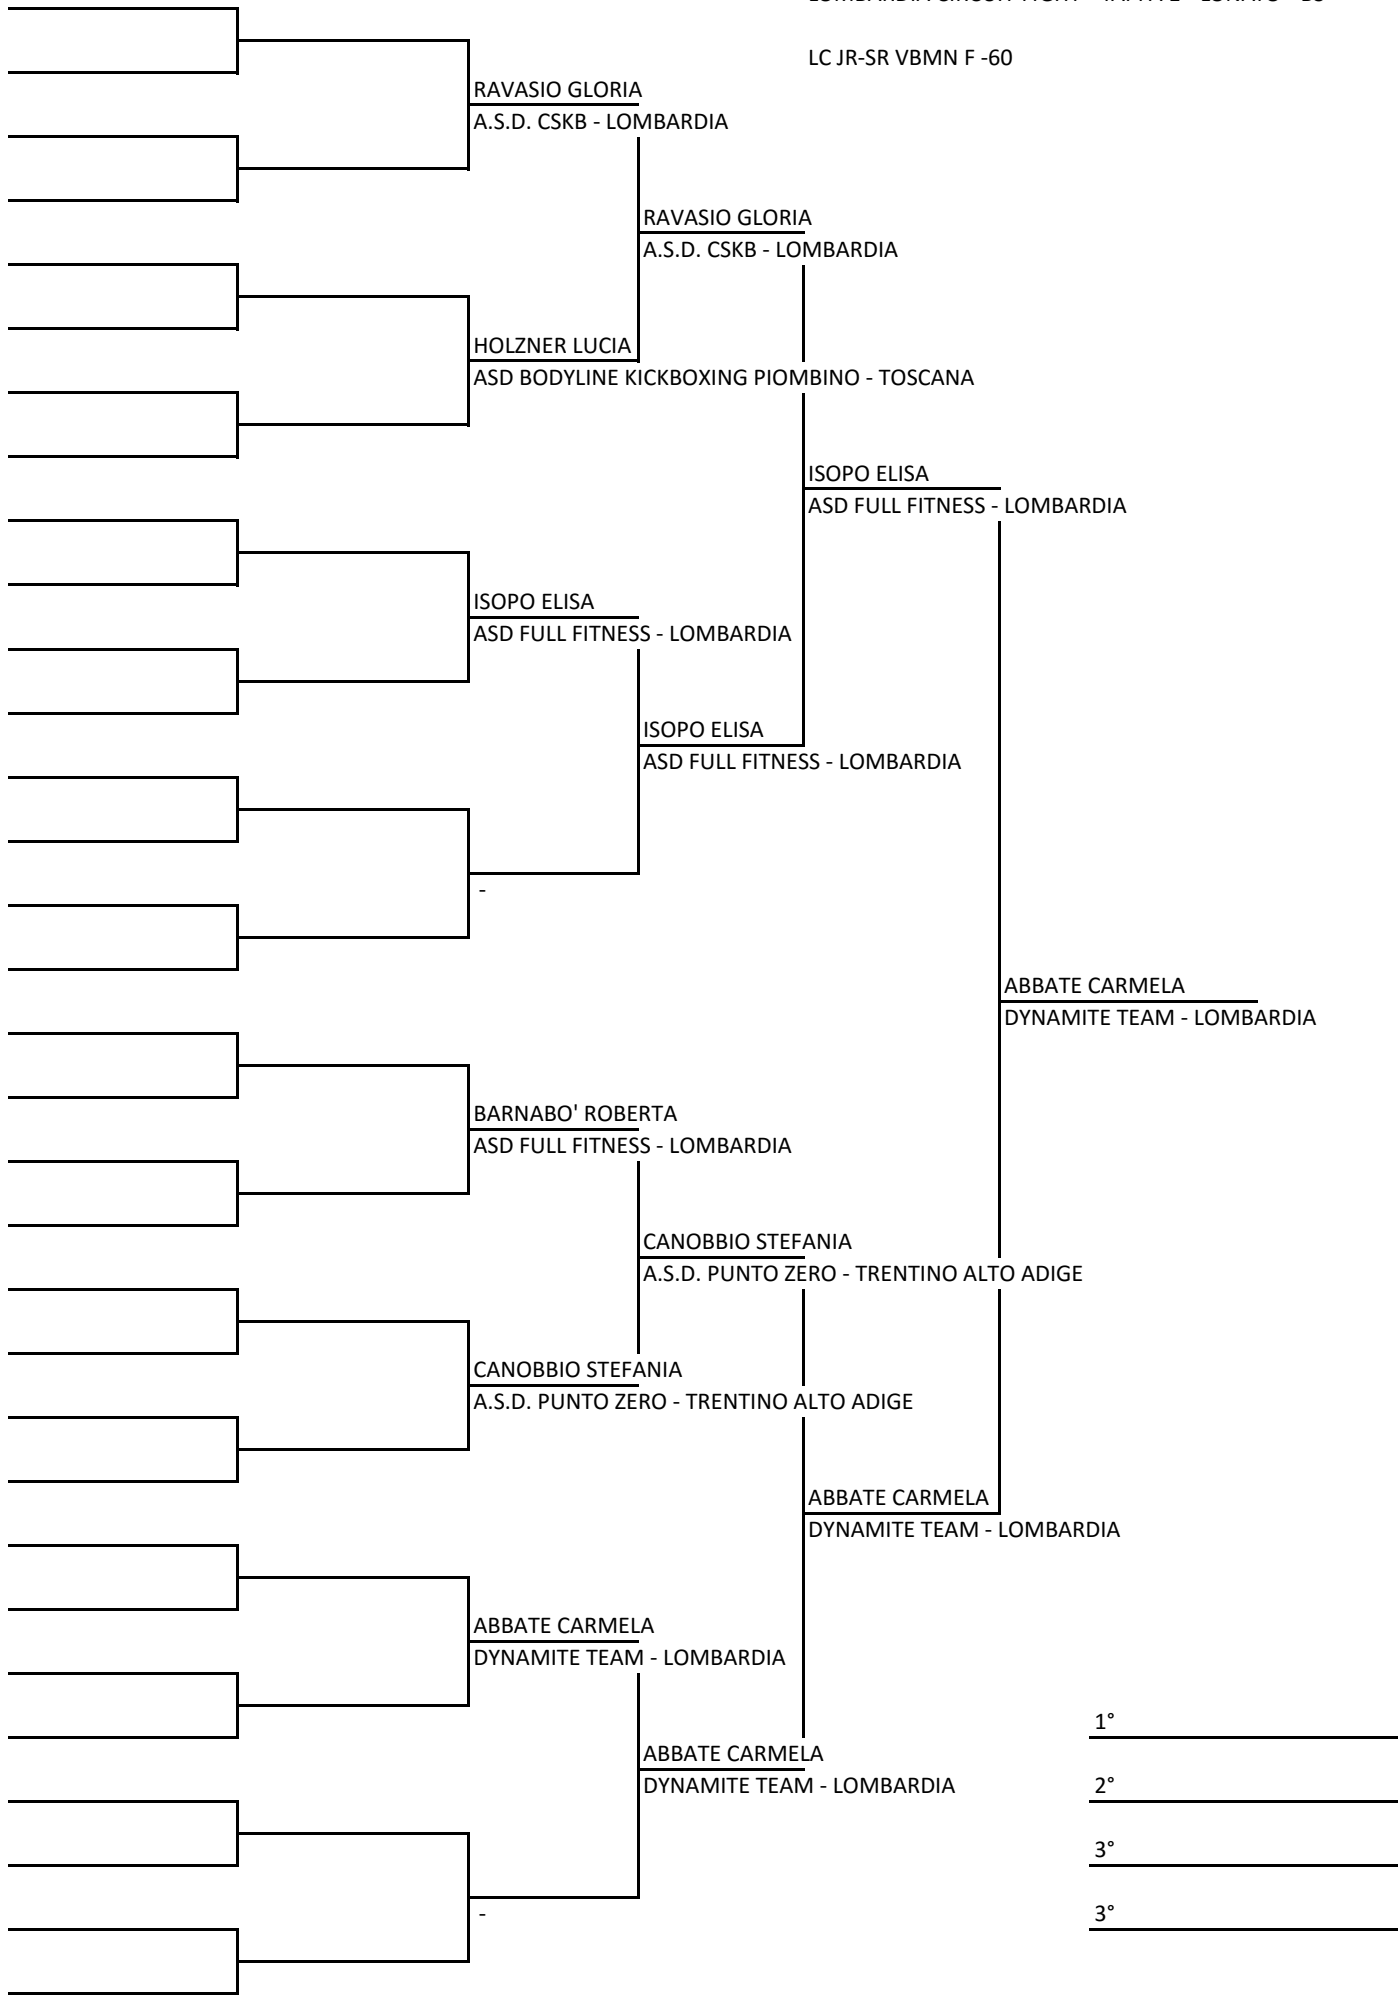 LC JR-SR VBMN F -60
RAVASIO GLORIA
A.S.D. CSKB - LOMBARDIA
RAVASIO GLORIA
A.S.D. CSKB - LOMBARDIA
HOLZNER LUCIA
ASD BODYLINE KICKBOXING PIOMBINO - TOSCANA
ISOPO ELISA
ASD FULL FITNESS - LOMBARDIA
ISOPO ELISA
ASD FULL FITNESS - LOMBARDIA
ISOPO ELISA
ASD FULL FITNESS - LOMBARDIA
-
ABBATE CARMELA
DYNAMITE TEAM - LOMBARDIA
BARNABO' ROBERTA
ASD FULL FITNESS - LOMBARDIA
CANOBBIO STEFANIA
A.S.D. PUNTO ZERO - TRENTINO ALTO ADIGE
CANOBBIO STEFANIA
A.S.D. PUNTO ZERO - TRENTINO ALTO ADIGE
ABBATE CARMELA
DYNAMITE TEAM - LOMBARDIA
ABBATE CARMELA
DYNAMITE TEAM - LOMBARDIA
1°
ABBATE CARMELA
DYNAMITE TEAM - LOMBARDIA
2°
3°
3°
-